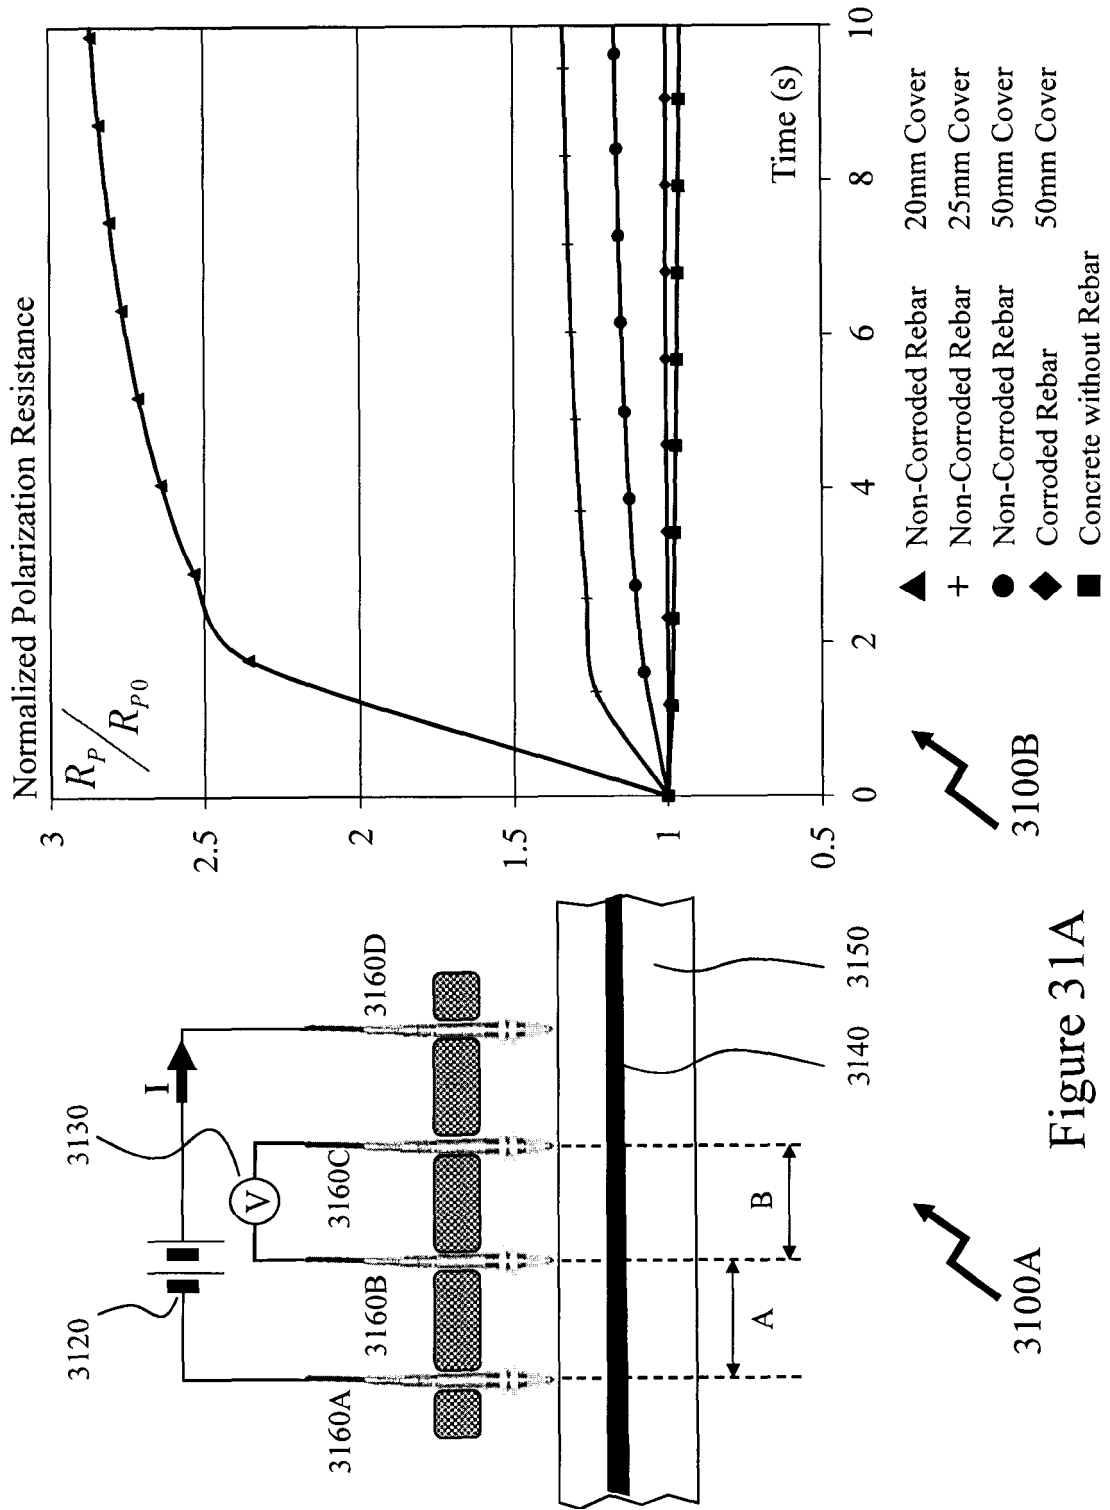 3120
3130
I
V
3160A
3160B
3160C
3160D
A
B
3140
3150
3100A
Normalized Polarization Resistance
R_P/R_P0
3
2.5
2
1.5
1
0.5
0
2
4
6
8
10
Time (s)
Non-Corroded Rebar 20mm Cover
Non-Corroded Rebar 25mm Cover
Non-Corroded Rebar 50mm Cover
Corroded Rebar 50mm Cover
Concrete without Rebar
3100B
Figure 31A